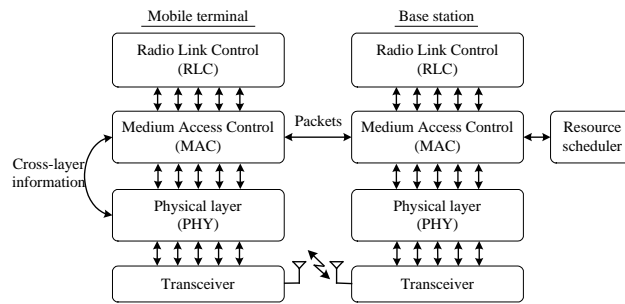 Mobile terminal
Base station
Radio Link Control
(RLC)
Radio Link Control
(RLC)
Medium Access Control
(MAC)
Packets
Medium Access Control
(MAC)
Resource
scheduler
Cross-layer
information
Physical layer
(PHY)
Physical layer
(PHY)
Transceiver
Transceiver